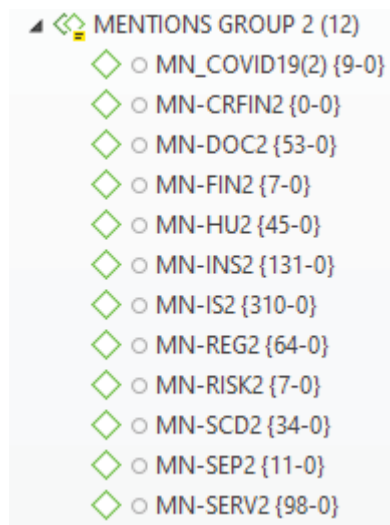 MENTIONS GROUP 2 (12)
MN_COVID19(2) {9-0}
MN-CRFIN2 {0-0}
MN-DOC2 {53-0}
MN-FIN2 {7-0}
MN-HU2 {45-0}
MN-INS2 {131-0}
MN-IS2 {310-0}
MN-REG2 {64-0}
MN-RISK2 {7-0}
MN-SCD2 {34-0}
MN-SEP2 {11-0}
MN-SERV2 {98-0}